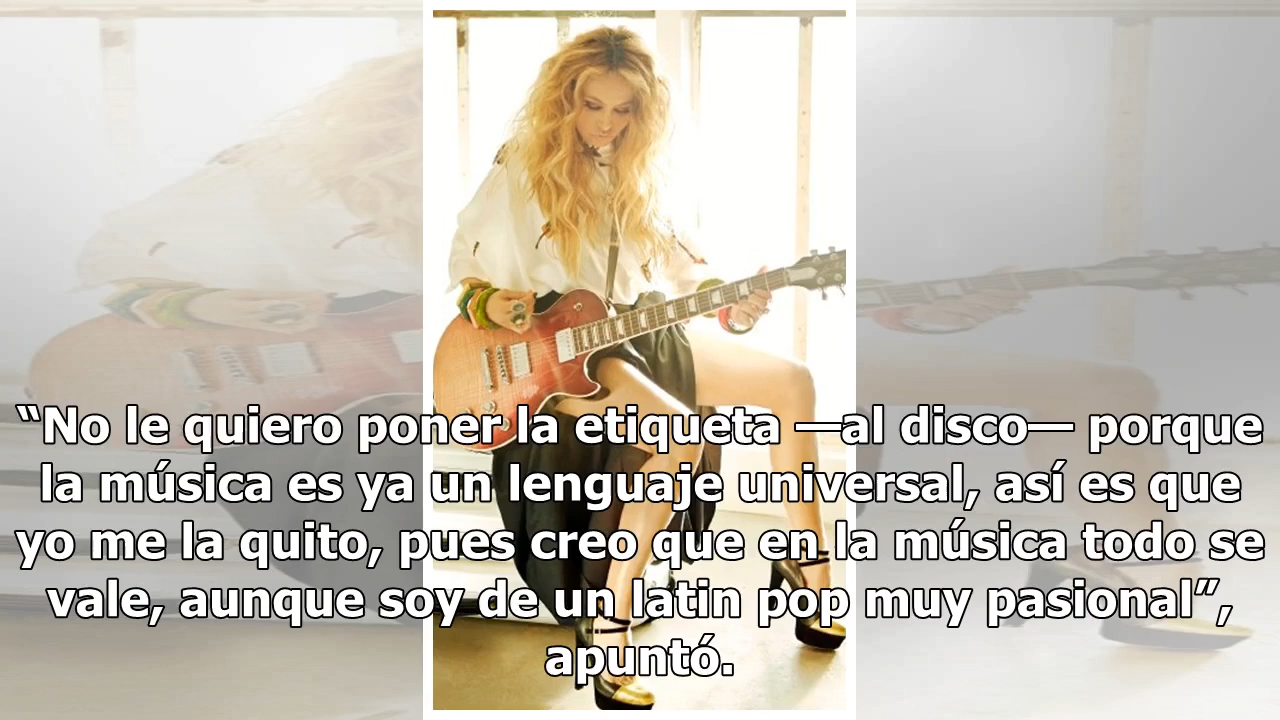 “No le quiero poner la etiqueta —al disco— porque
la música es ya un lenguaje universal, así es que
yo me la quito, pues creo que en la música todo se
vale, aunque soy de un latin pop muy pasional”,
apuntó.